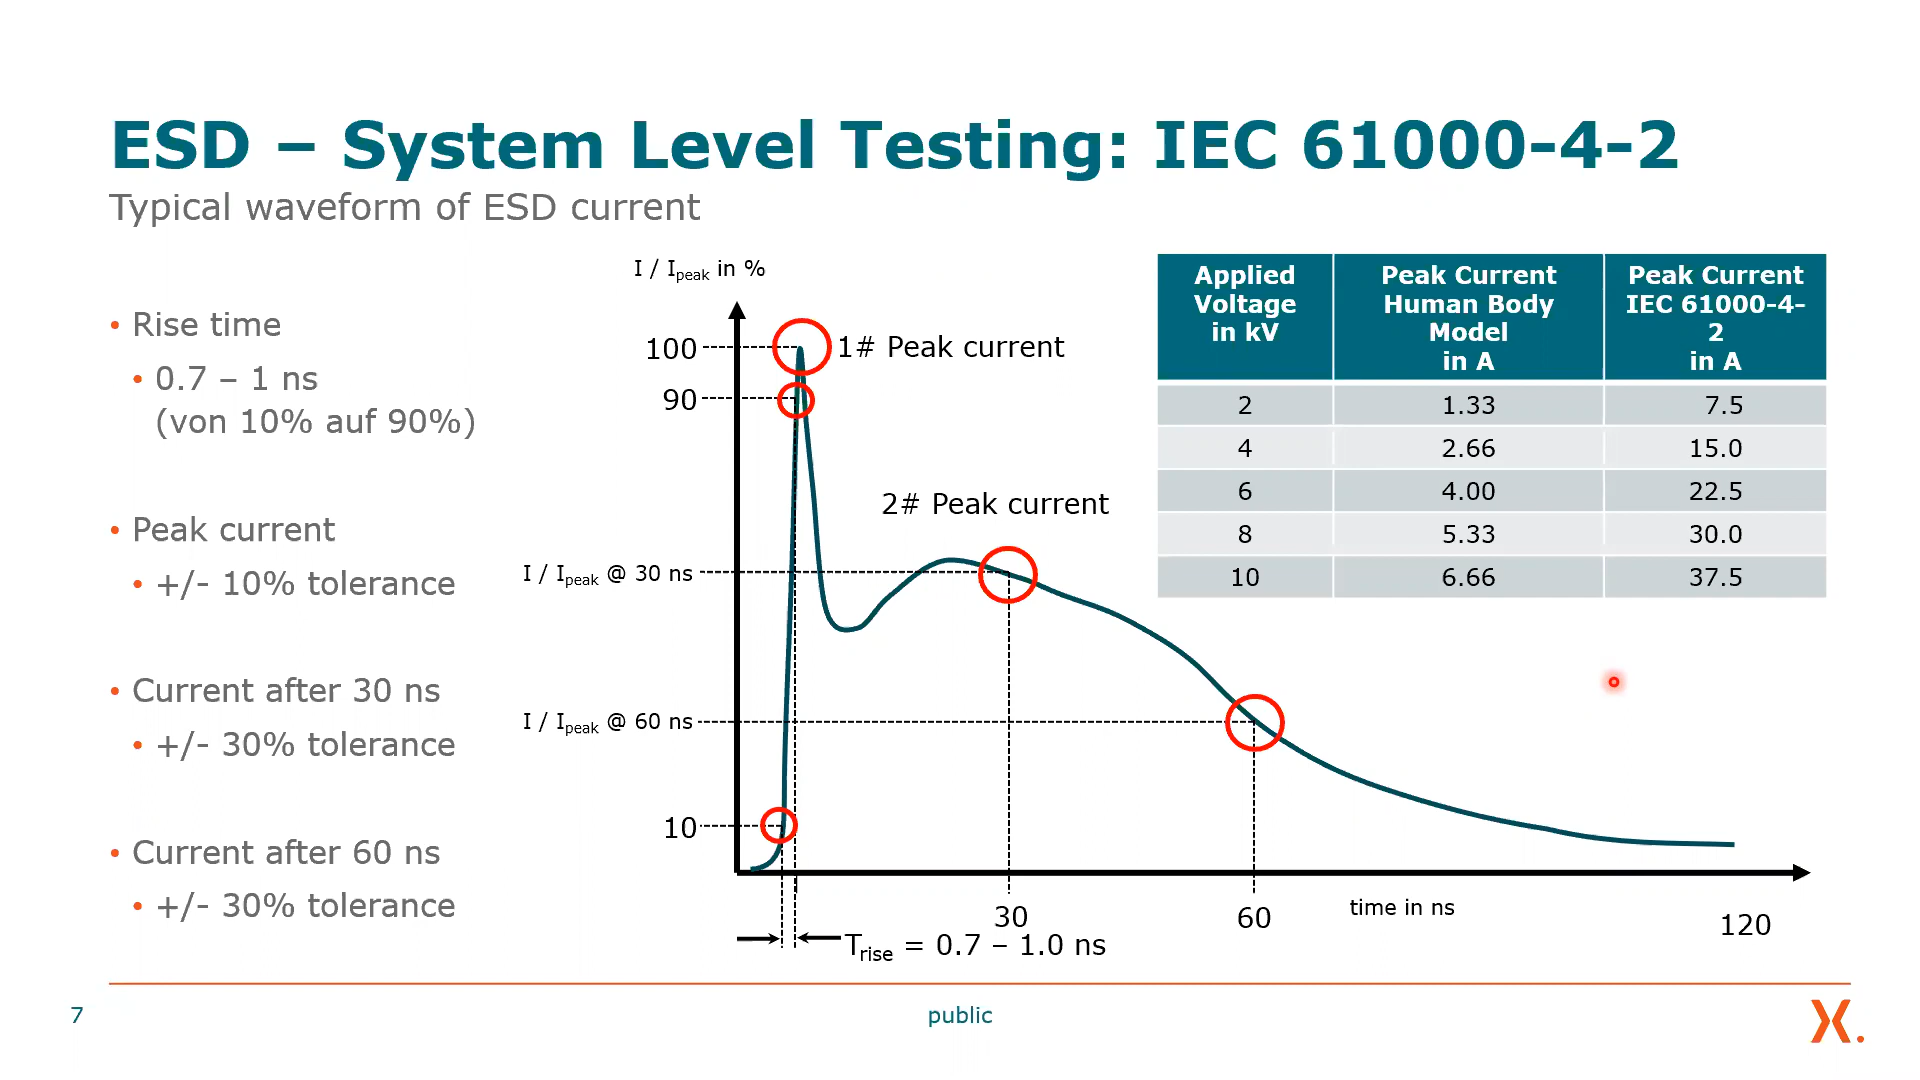 ESD – System Level Testing: IEC 61000-4-2
Typical waveform of ESD current
• Rise time
• 0.7 – 1 ns
(von 10% auf 90%)
• Peak current
• +/- 10% tolerance
• Current after 30 ns
• +/- 30% tolerance
• Current after 60 ns
• +/- 30% tolerance
I / Ipeak in %
100
1# Peak current
90
2# Peak current
I / Ipeak @ 30 ns
I / Ipeak @ 60 ns
10
30
60
time in ns
120
Trise = 0.7 – 1.0 ns
Applied
Voltage
in kV
Peak Current
Human Body
Model
in A
Peak Current
IEC 61000-4-
2
in A
2 1.33 7.5
4 2.66 15.0
6 4.00 22.5
8 5.33 30.0
10 6.66 37.5
7
public